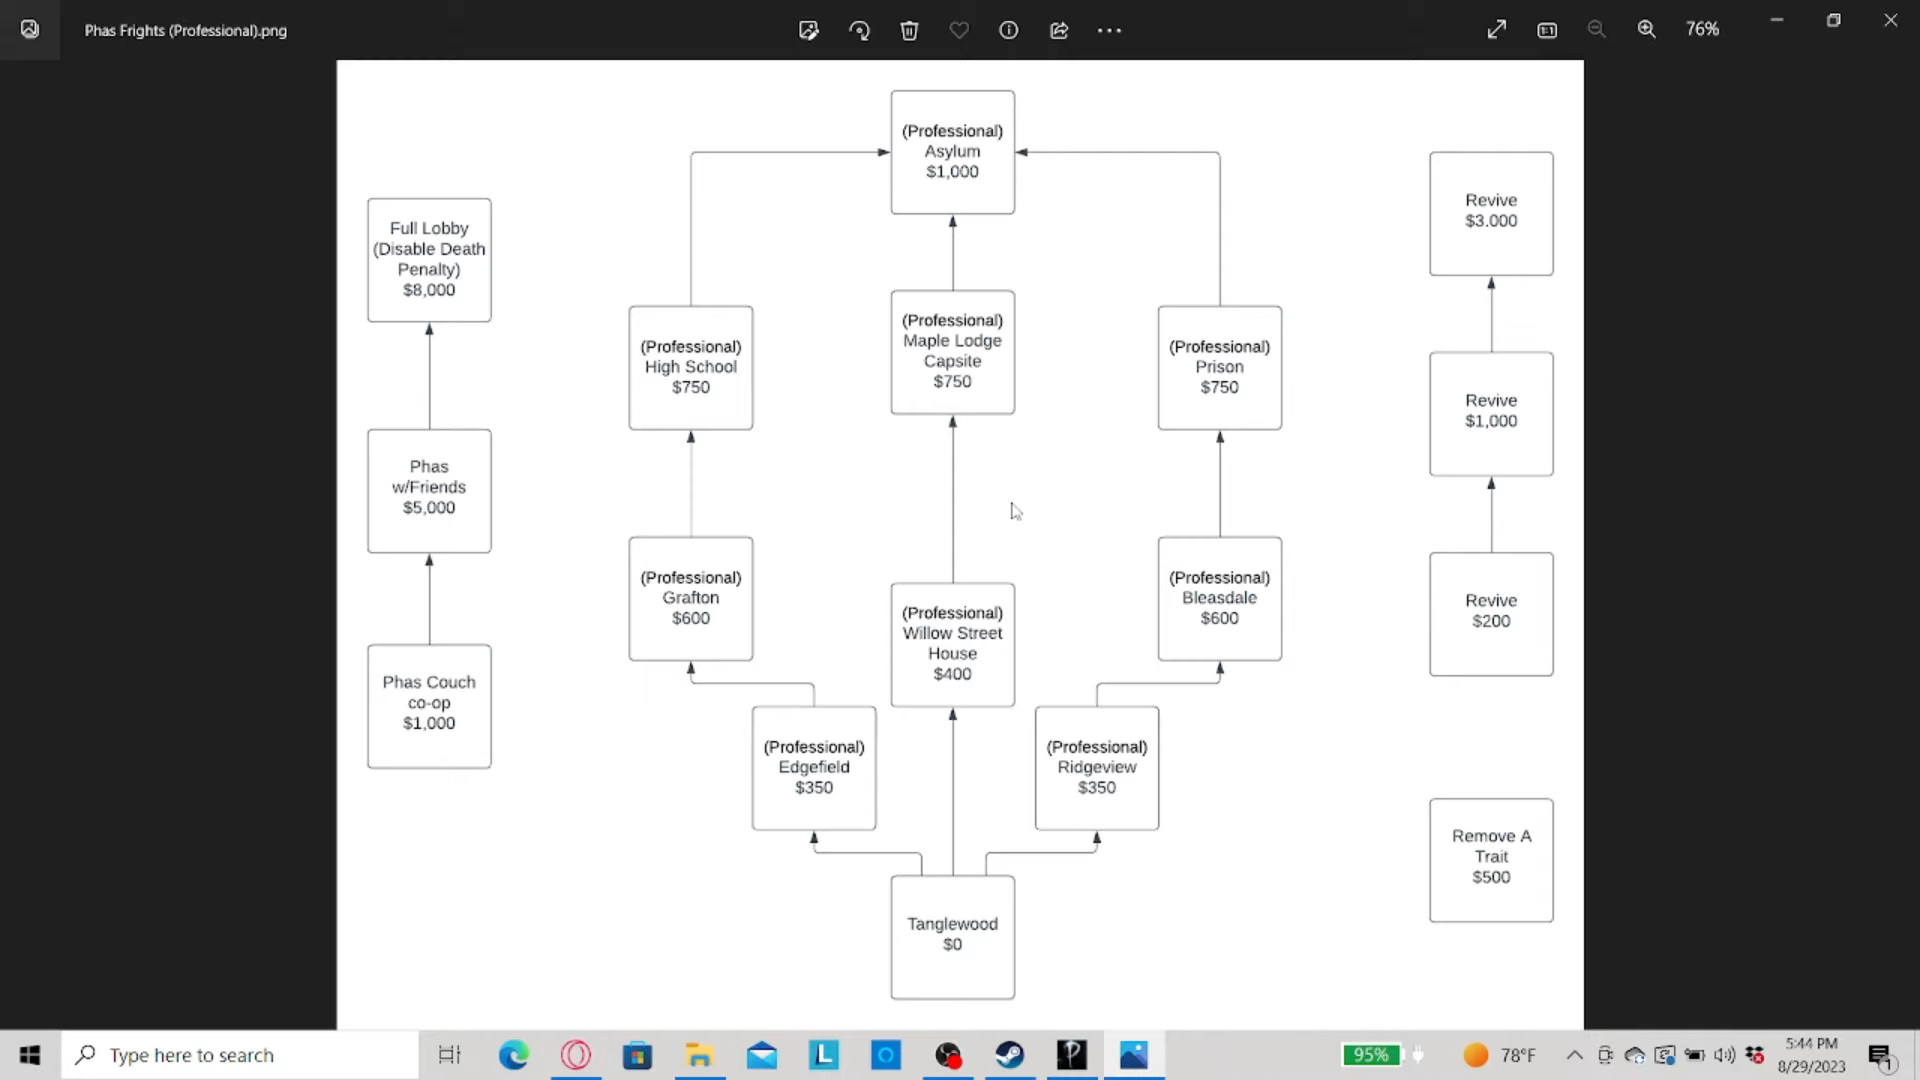 Phas Frights (Professional).png
76%
(Professional)
Asylum
$1,000
Full Lobby
(Disable Death
Penalty)
$8,000
Revive
$3.000
(Professional)
High School
$750
(Professional)
Maple Lodge
Capsite
$750
(Professional)
Prison
$750
Revive
$1,000
Phas
w/Friends
$5,000
(Professional)
Grafton
$600
(Professional)
Willow Street
House
$400
(Professional)
Bleasdale
$600
Revive
$200
Phas Couch
co-op
$1,000
(Professional)
Edgefield
$350
(Professional)
Ridgeview
$350
Remove A
Trait
$500
Tanglewood
$0
Type here to search
L
P
95%
78°F
5:44 PM
8/29/2023
1